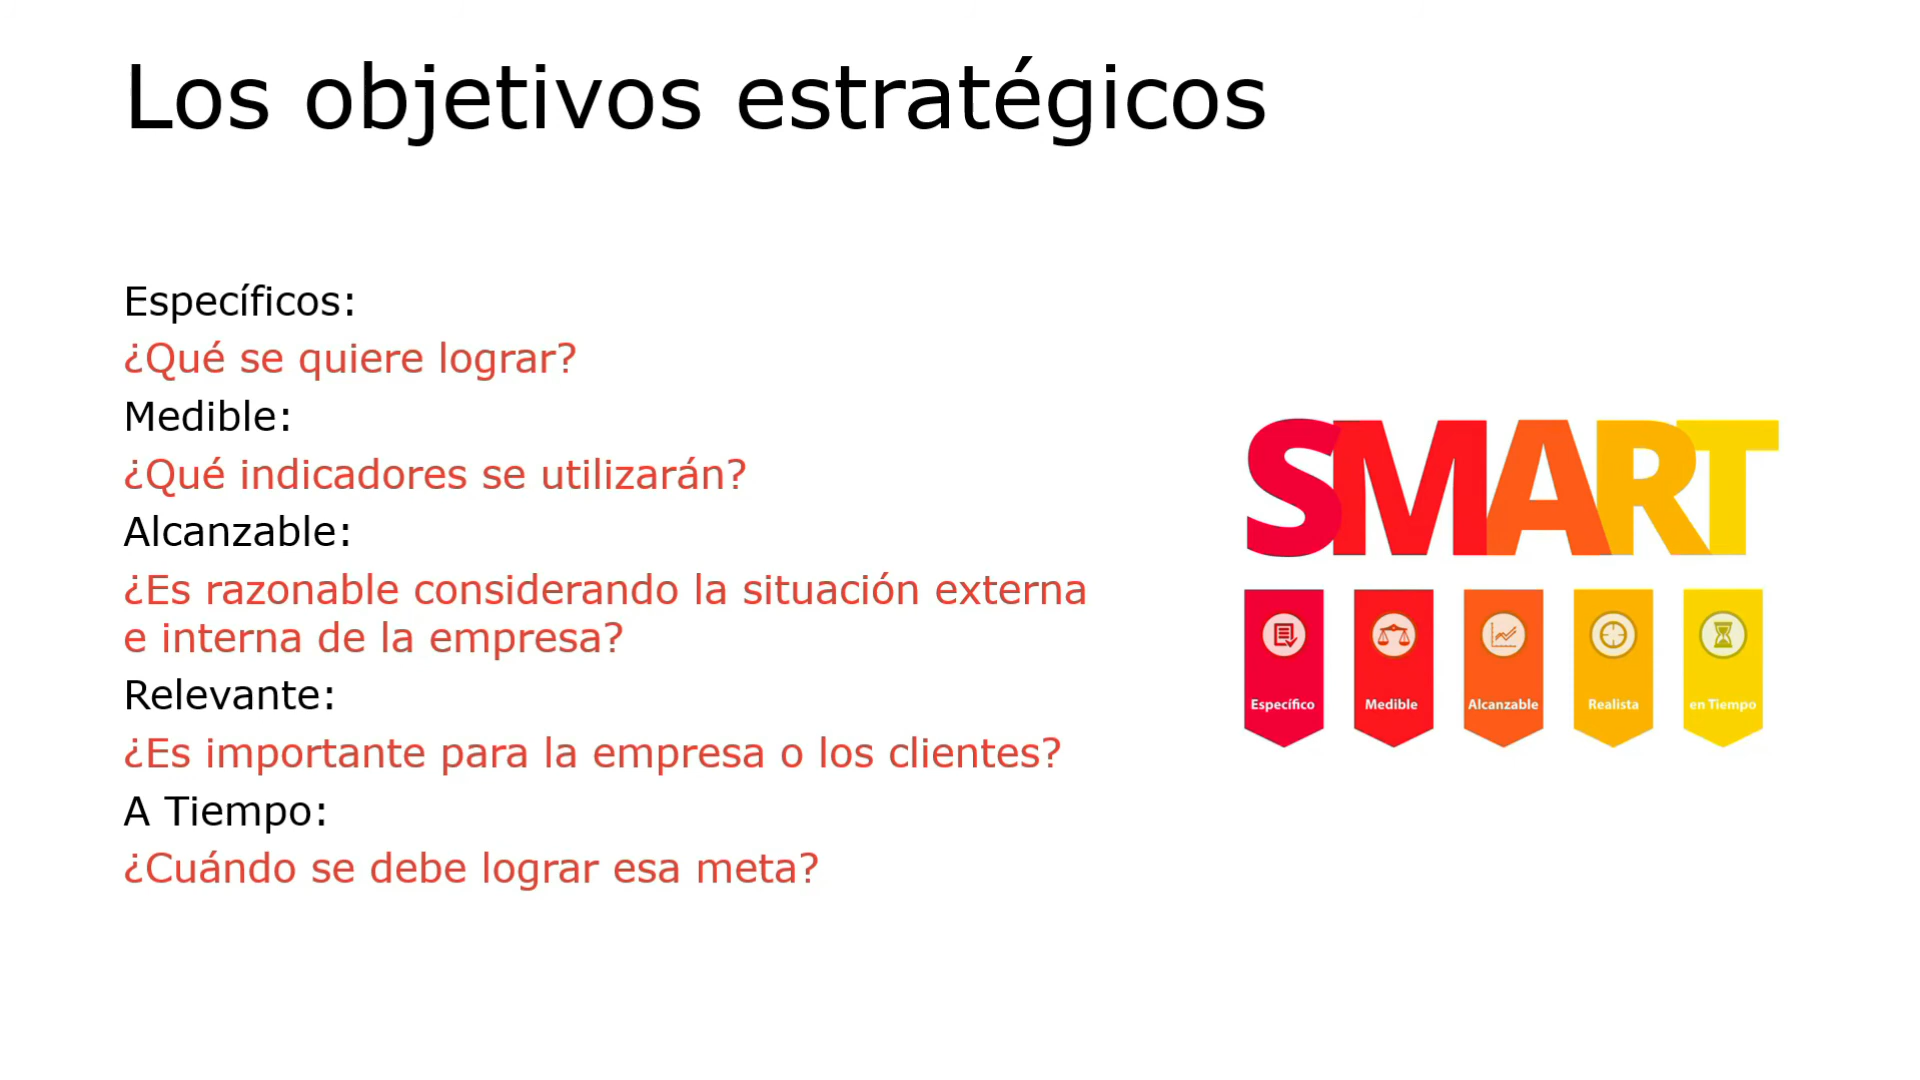 Los objetivos estratégicos
Específicos:
¿Qué se quiere lograr?
Medible:
¿Qué indicadores se utilizarán?
Alcanzable:
¿Es razonable considerando la situación externa
e interna de la empresa?
Relevante:
¿Es importante para la empresa o los clientes?
A Tiempo:
¿Cuándo se debe lograr esa meta?
SMART
Específico
Medible
Alcanzable
Realista
en Tiempo